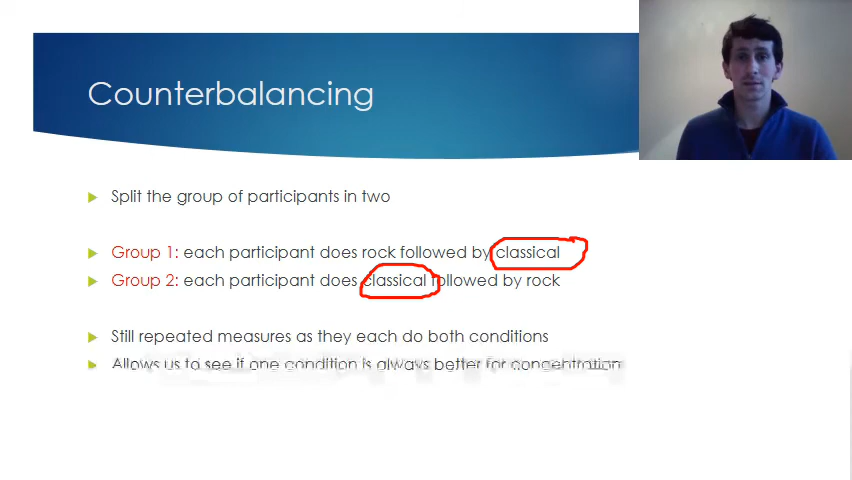 Counterbalancing
Split the group of participants in two
Group 1: each participant does rock followed by classical
Group 2: each participant does classical followed by rock
Still repeated measures as they each do both conditions
Allows us to see if one condition is always better for concentration